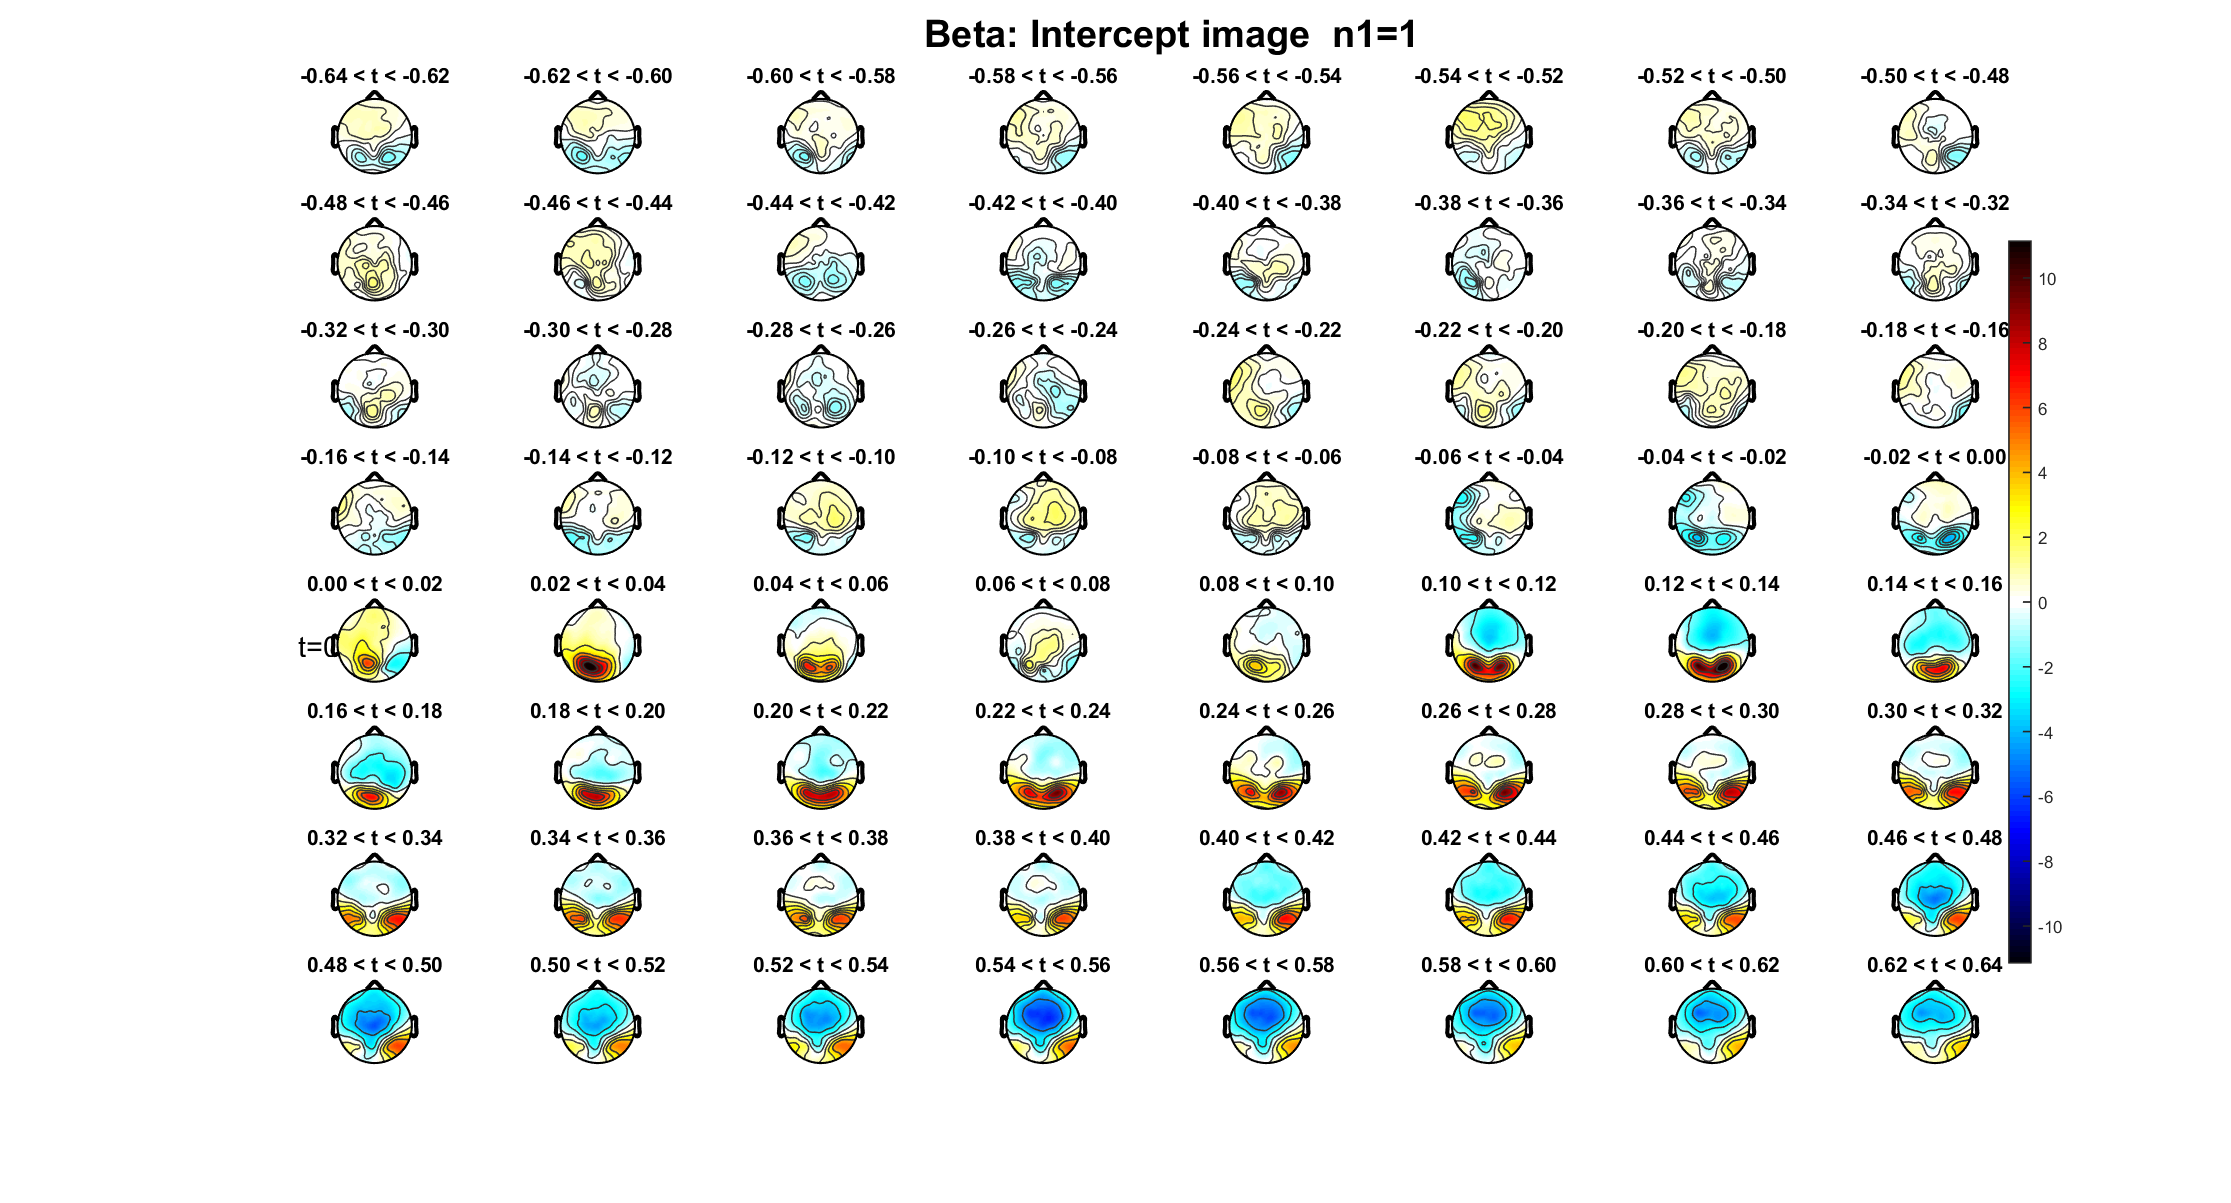 Beta: Intercept image  n1=1
-0.64 < t < -0.62 -0.62 < t < -0.60 -0.60 < t < -0.58 -0.58 < t < -0.56 -0.56 < t < -0.54 -0.54 < t < -0.52 -0.52 < t < -0.50 -0.50 < t < -0.48
-0.48 < t < -0.46 -0.46 < t < -0.44 -0.44 < t < -0.42 -0.42 < t < -0.40 -0.40 < t < -0.38 -0.38 < t < -0.36 -0.36 < t < -0.34 -0.34 < t < -0.32
-0.32 < t < -0.30 -0.30 < t < -0.28 -0.28 < t < -0.26 -0.26 < t < -0.24 -0.24 < t < -0.22 -0.22 < t < -0.20 -0.20 < t < -0.18 -0.18 < t < -0.16
-0.16 < t < -0.14 -0.14 < t < -0.12 -0.12 < t < -0.10 -0.10 < t < -0.08 -0.08 < t < -0.06 -0.06 < t < -0.04 -0.04 < t < -0.02 -0.02 < t < 0.00
0.00 < t < 0.02 0.02 < t < 0.04 0.04 < t < 0.06 0.06 < t < 0.08 0.08 < t < 0.10 0.10 < t < 0.12 0.12 < t < 0.14 0.14 < t < 0.16
t=0
0.16 < t < 0.18 0.18 < t < 0.20 0.20 < t < 0.22 0.22 < t < 0.24 0.24 < t < 0.26 0.26 < t < 0.28 0.28 < t < 0.30 0.30 < t < 0.32
0.32 < t < 0.34 0.34 < t < 0.36 0.36 < t < 0.38 0.38 < t < 0.40 0.40 < t < 0.42 0.42 < t < 0.44 0.44 < t < 0.46 0.46 < t < 0.48
0.48 < t < 0.50 0.50 < t < 0.52 0.52 < t < 0.54 0.54 < t < 0.56 0.56 < t < 0.58 0.58 < t < 0.60 0.60 < t < 0.62 0.62 < t < 0.64
10
8
6
4
2
0
-2
-4
-6
-8
-10